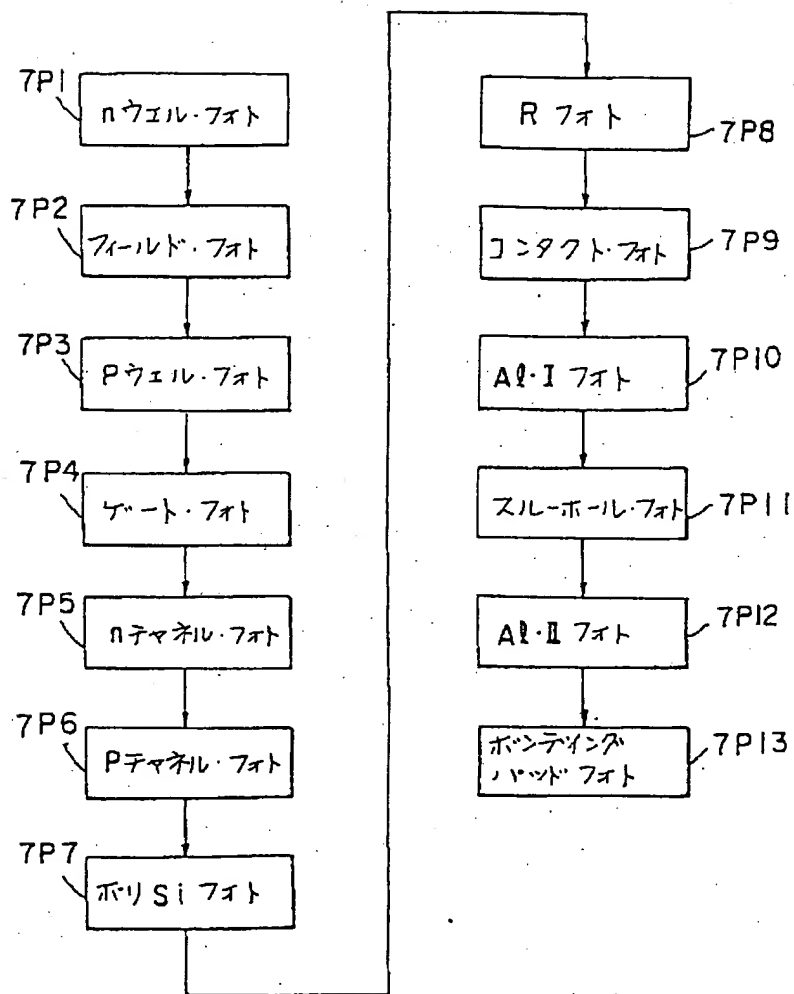 7P1
nウエル・フォト
7P2
フィールド・フォト
7P3
Pウエル・フォト
7P4
ゲート・フォト
7P5
nチャネル・フォト
7P6
Pチャネル・フォト
7P7
ポリSiフォト
Rフォト
7P8
コンタクト・フォト
7P9
Al・Iフォト
7P10
スルーホール・フォト
7P11
Al・IIフォト
7P12
ボンディング
パッドフォト
7P13